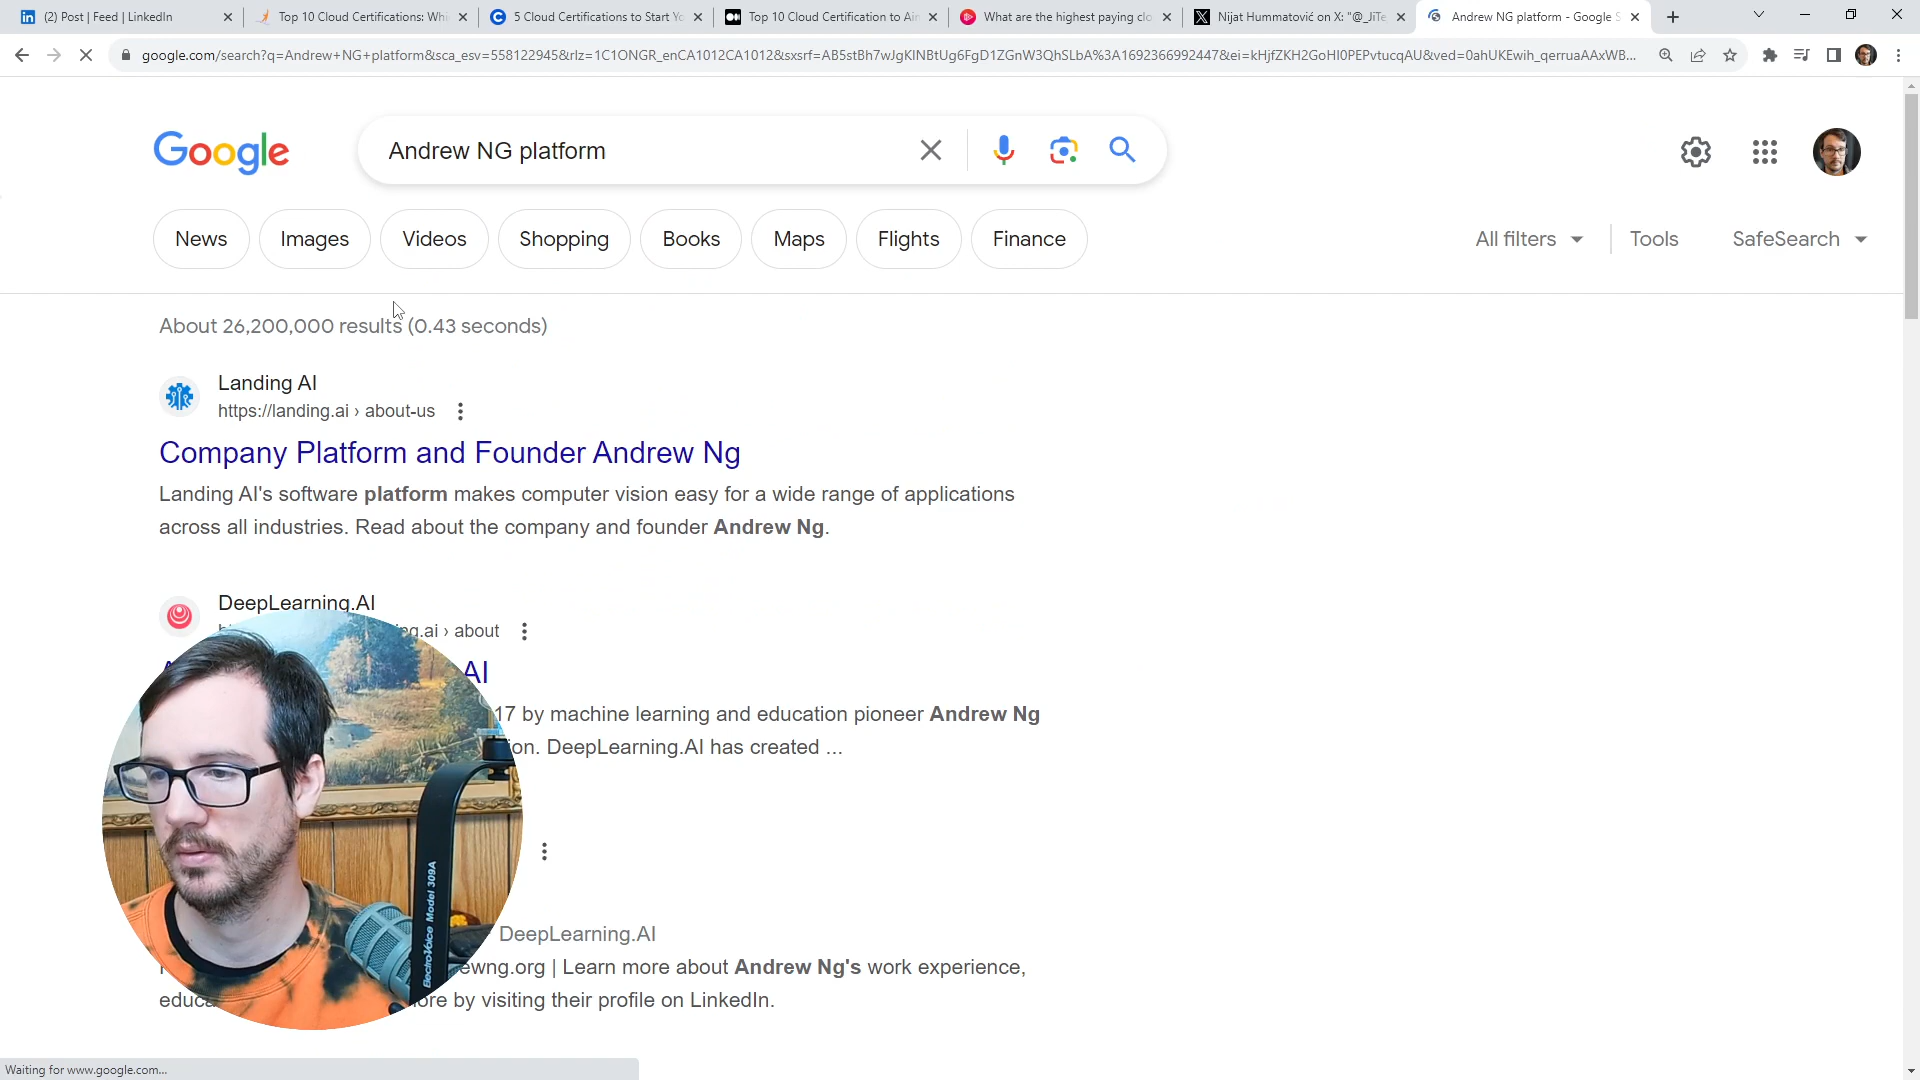 (2) Post | Feed | LinkedIn
Top 10 Cloud Certifications: Whi
5 Cloud Certifications to Start Yo
Top 10 Cloud Certification to Aim
What are the highest paying clo
Nijat Hummatović on X: "@_JiTe
Andrew NG platform - Google S
google.com/search?q=Andrew+NG+platform&sca_esv=558122945&rlz=1C1ONGR_enCA1012CA1012&sxsrf=AB5stBh7wJgKlNBtUg6FgD1ZGnW3QhSLbA%3A1692366992447&ei=kHjfZKH2GoHI0PEPvtucqAU&ved=0ahUKEwih_qerruaAAxWB...
Google
Andrew NG platform
News
Images
Videos
Shopping
Books
Maps
Flights
Finance
All filters
Tools
SafeSearch
About 26,200,000 results (0.43 seconds)
Landing AI
https://landing.ai › about-us
Company Platform and Founder Andrew Ng
Landing AI's software platform makes computer vision easy for a wide range of applications
across all industries. Read about the company and founder Andrew Ng.
DeepLearning.AI
ng.ai › about
AI
17 by machine learning and education pioneer Andrew Ng
ion. DeepLearning.AI has created ...
ElectroVoice Model 309A
DeepLearning.AI
ewng.org | Learn more about Andrew Ng's work experience,
educa
ore by visiting their profile on LinkedIn.
Waiting for www.google.com...